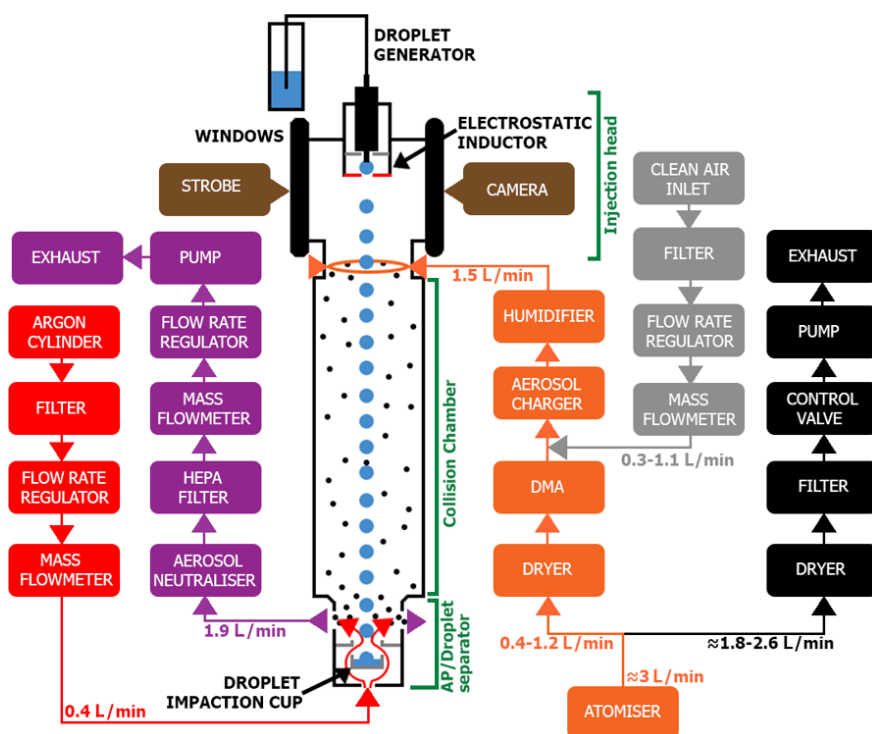 DROPLET
GENERATOR
WINDOWS
ELECTROSTATIC
INDUCTOR
Injection head
STROBE
CAMERA
CLEAN AIR
INLET
EXHAUST
PUMP
1.5 L/min
FILTER
EXHAUST
ARGON
CYLINDER
FLOW RATE
REGULATOR
HUMIDIFIER
FLOW RATE
REGULATOR
PUMP
FILTER
MASS
FLOWMETER
AEROSOL
CHARGER
MASS
FLOWMETER
CONTROL
VALVE
Collision Chamber
0.3-1.1 L/min
FLOW RATE
REGULATOR
HEPA
FILTER
DMA
FILTER
MASS
FLOWMETER
AEROSOL
NEUTRALISER
DRYER
DRYER
1.9 L/min
AP/Droplet
separator
0.4-1.2 L/min
≈1.8-2.6 L/min
DROPLET
IMPACTION CUP
≈3 L/min
0.4 L/min
ATOMISER